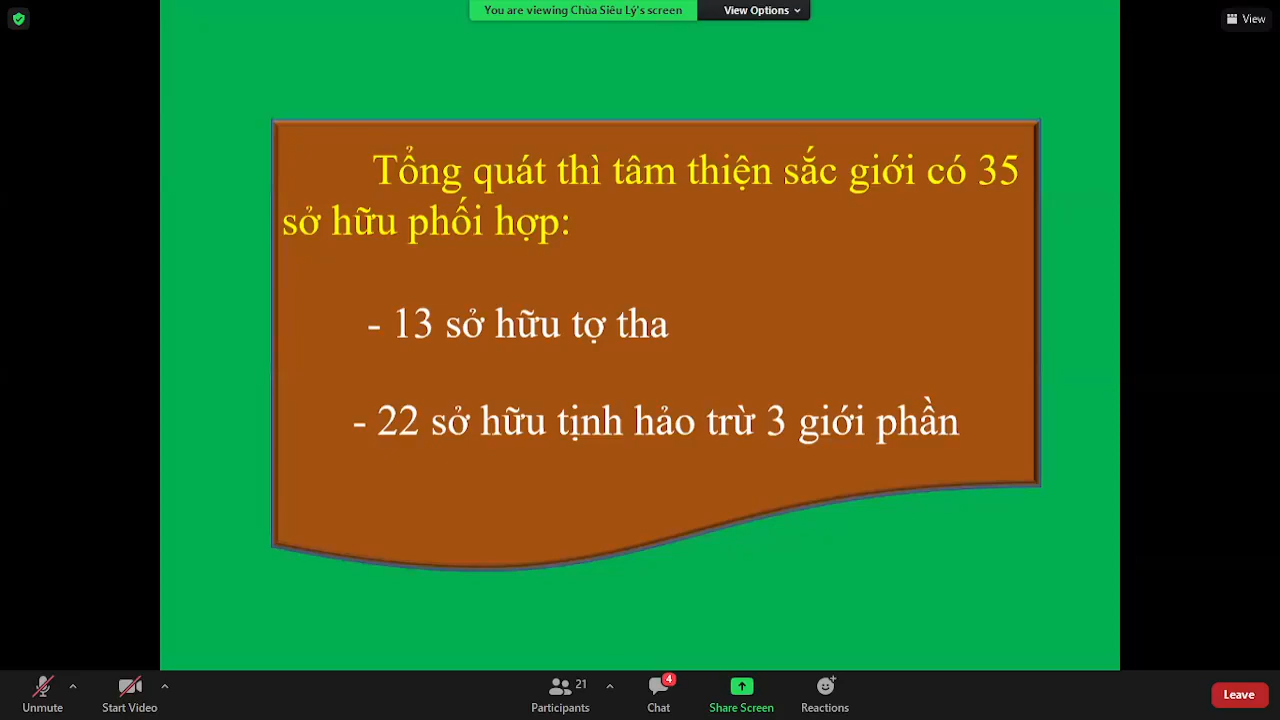 You are viewing Chùa Siêu Lý's screen
View Options
View
Tổng quát thì tâm thiện sắc giới có 35
sở hữu phối hợp:
- 13 sở hữu tợ tha
- 22 sở hữu tịnh hảo trừ 3 giới phần
Unmute
Start Video
21
Participants
4
Chat
Share Screen
Reactions
Leave